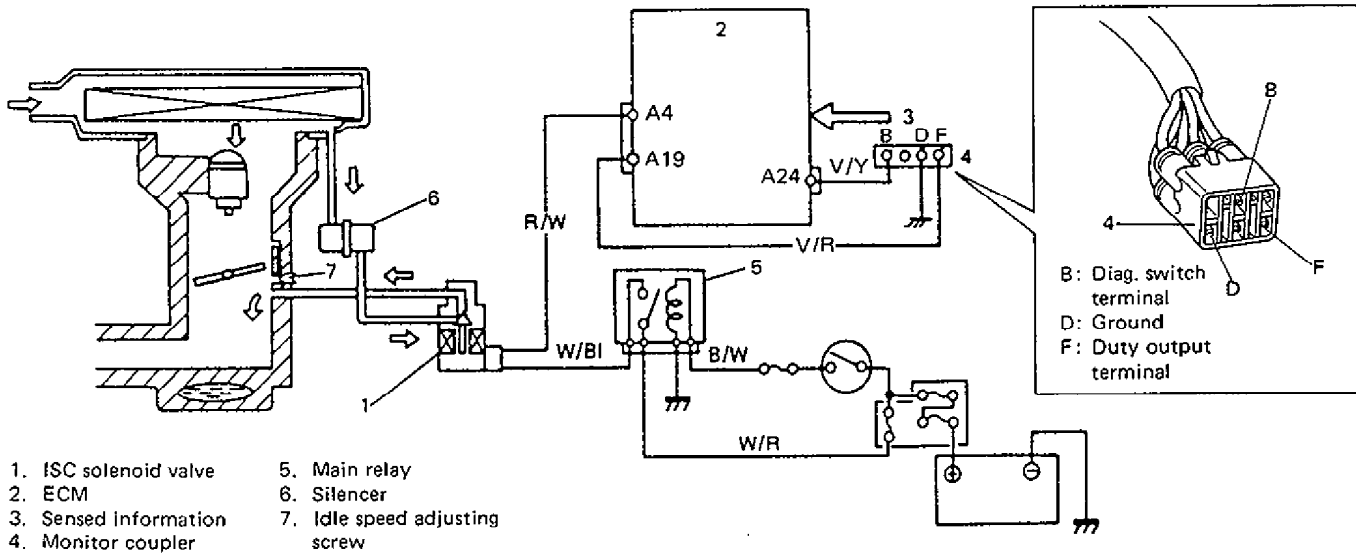 2
A4
A19
3
B D F
4
V/Y
A24
V/R
R/W
6
7
5
W/Bl
B/W
W/R
1
B
4
D
F
B: Diag. switch
terminal
D: Ground
F: Duty output
terminal
1. ISC solenoid valve
2. ECM
3. Sensed information
4. Monitor coupler
5. Main relay
6. Silencer
7. Idle speed adjusting
screw